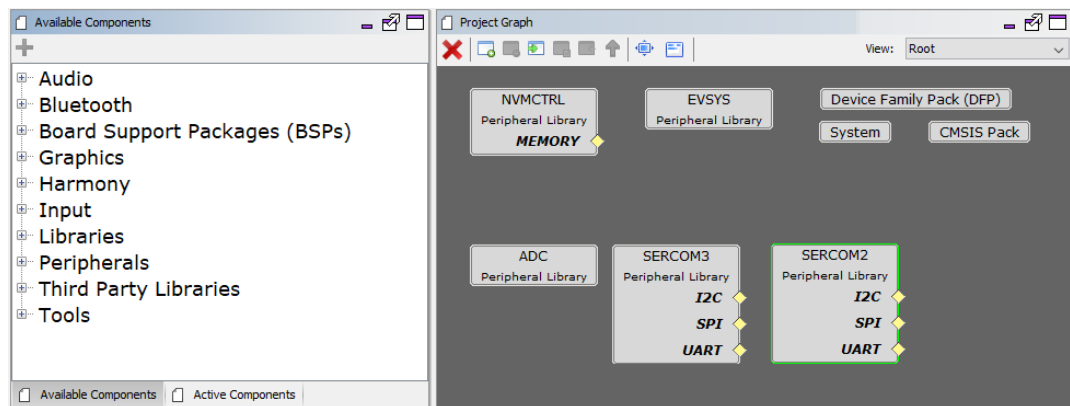 Available Components
Audio
Bluetooth
Board Support Packages (BSPs)
Graphics
Harmony
Input
Libraries
Peripherals
Third Party Libraries
Tools
Available Components
Active Components
Project Graph
View: Root
NVMCTRL
Peripheral Library
MEMORY
EVSYS
Peripheral Library
Device Family Pack (DFP)
System
CMSIS Pack
ADC
Peripheral Library
SERCOM3
Peripheral Library
I2C
SPI
UART
SERCOM2
Peripheral Library
I2C
SPI
UART